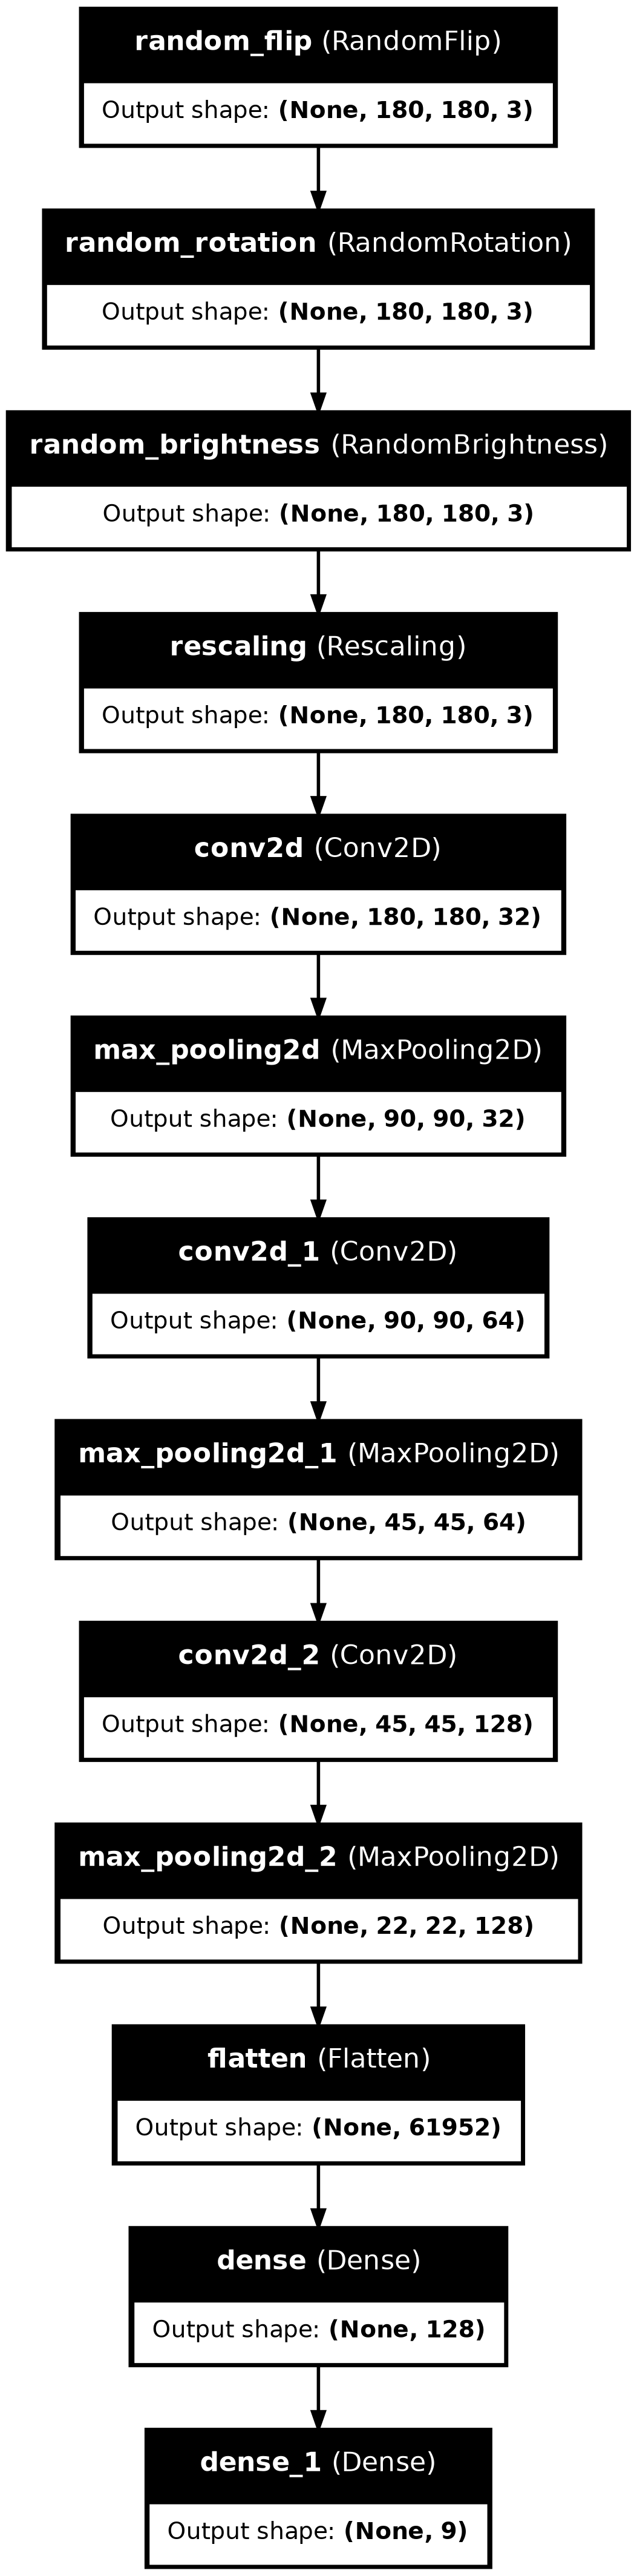 random_flip (RandomFlip)
Output shape: (None, 180, 180, 3)
random_rotation (RandomRotation)
Output shape: (None, 180, 180, 3)
random_brightness (RandomBrightness)
Output shape: (None, 180, 180, 3)
rescaling (Rescaling)
Output shape: (None, 180, 180, 3)
conv2d (Conv2D)
Output shape: (None, 180, 180, 32)
max_pooling2d (MaxPooling2D)
Output shape: (None, 90, 90, 32)
conv2d_1 (Conv2D)
Output shape: (None, 90, 90, 64)
max_pooling2d_1 (MaxPooling2D)
Output shape: (None, 45, 45, 64)
conv2d_2 (Conv2D)
Output shape: (None, 45, 45, 128)
max_pooling2d_2 (MaxPooling2D)
Output shape: (None, 22, 22, 128)
flatten (Flatten)
Output shape: (None, 61952)
dense (Dense)
Output shape: (None, 128)
dense_1 (Dense)
Output shape: (None, 9)